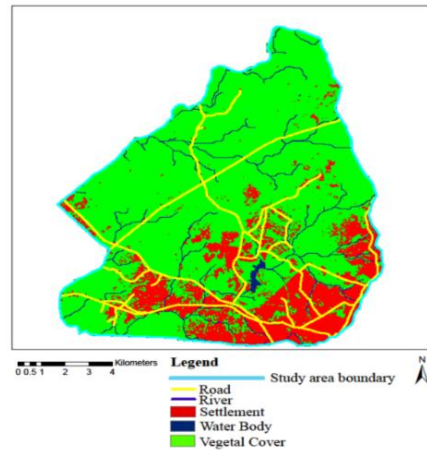 0 0.5 1 2 3 4 Kilometers
N
Legend
Study area boundary
Road
River
Settlement
Water Body
Vegetal Cover